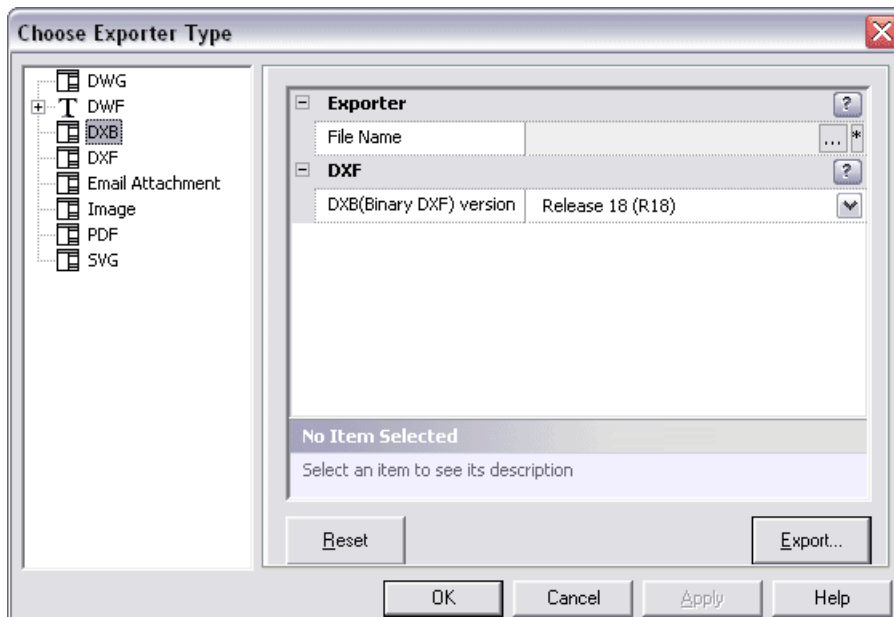 Choose Exporter Type
DWG
DWF
DXB
DXF
Email Attachment
Image
PDF
SVG
Exporter
?
File Name
... *
DXF
?
DXB(Binary DXF) version Release 18 (R18)
No Item Selected
Select an item to see its description
Reset
Export...
OK Cancel Apply Help